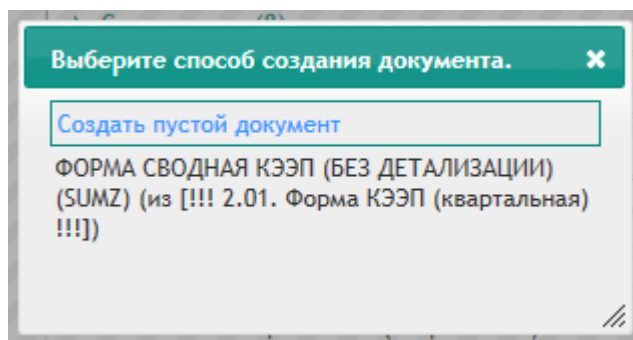 Выберите способ создания документа.
Создать пустой документ
ФОРМА СВОДНАЯ КЭЭП (БЕЗ ДЕТАЛИЗАЦИИ)
(SUMZ) (из [!!! 2.01. Форма КЭЭП (квартальная)
!!!])